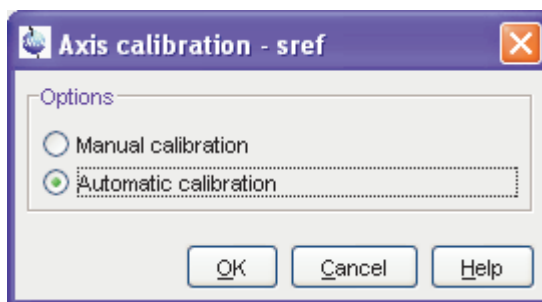 Axis calibration - sref
Options
Manual calibration
Automatic calibration
OK Cancel Help